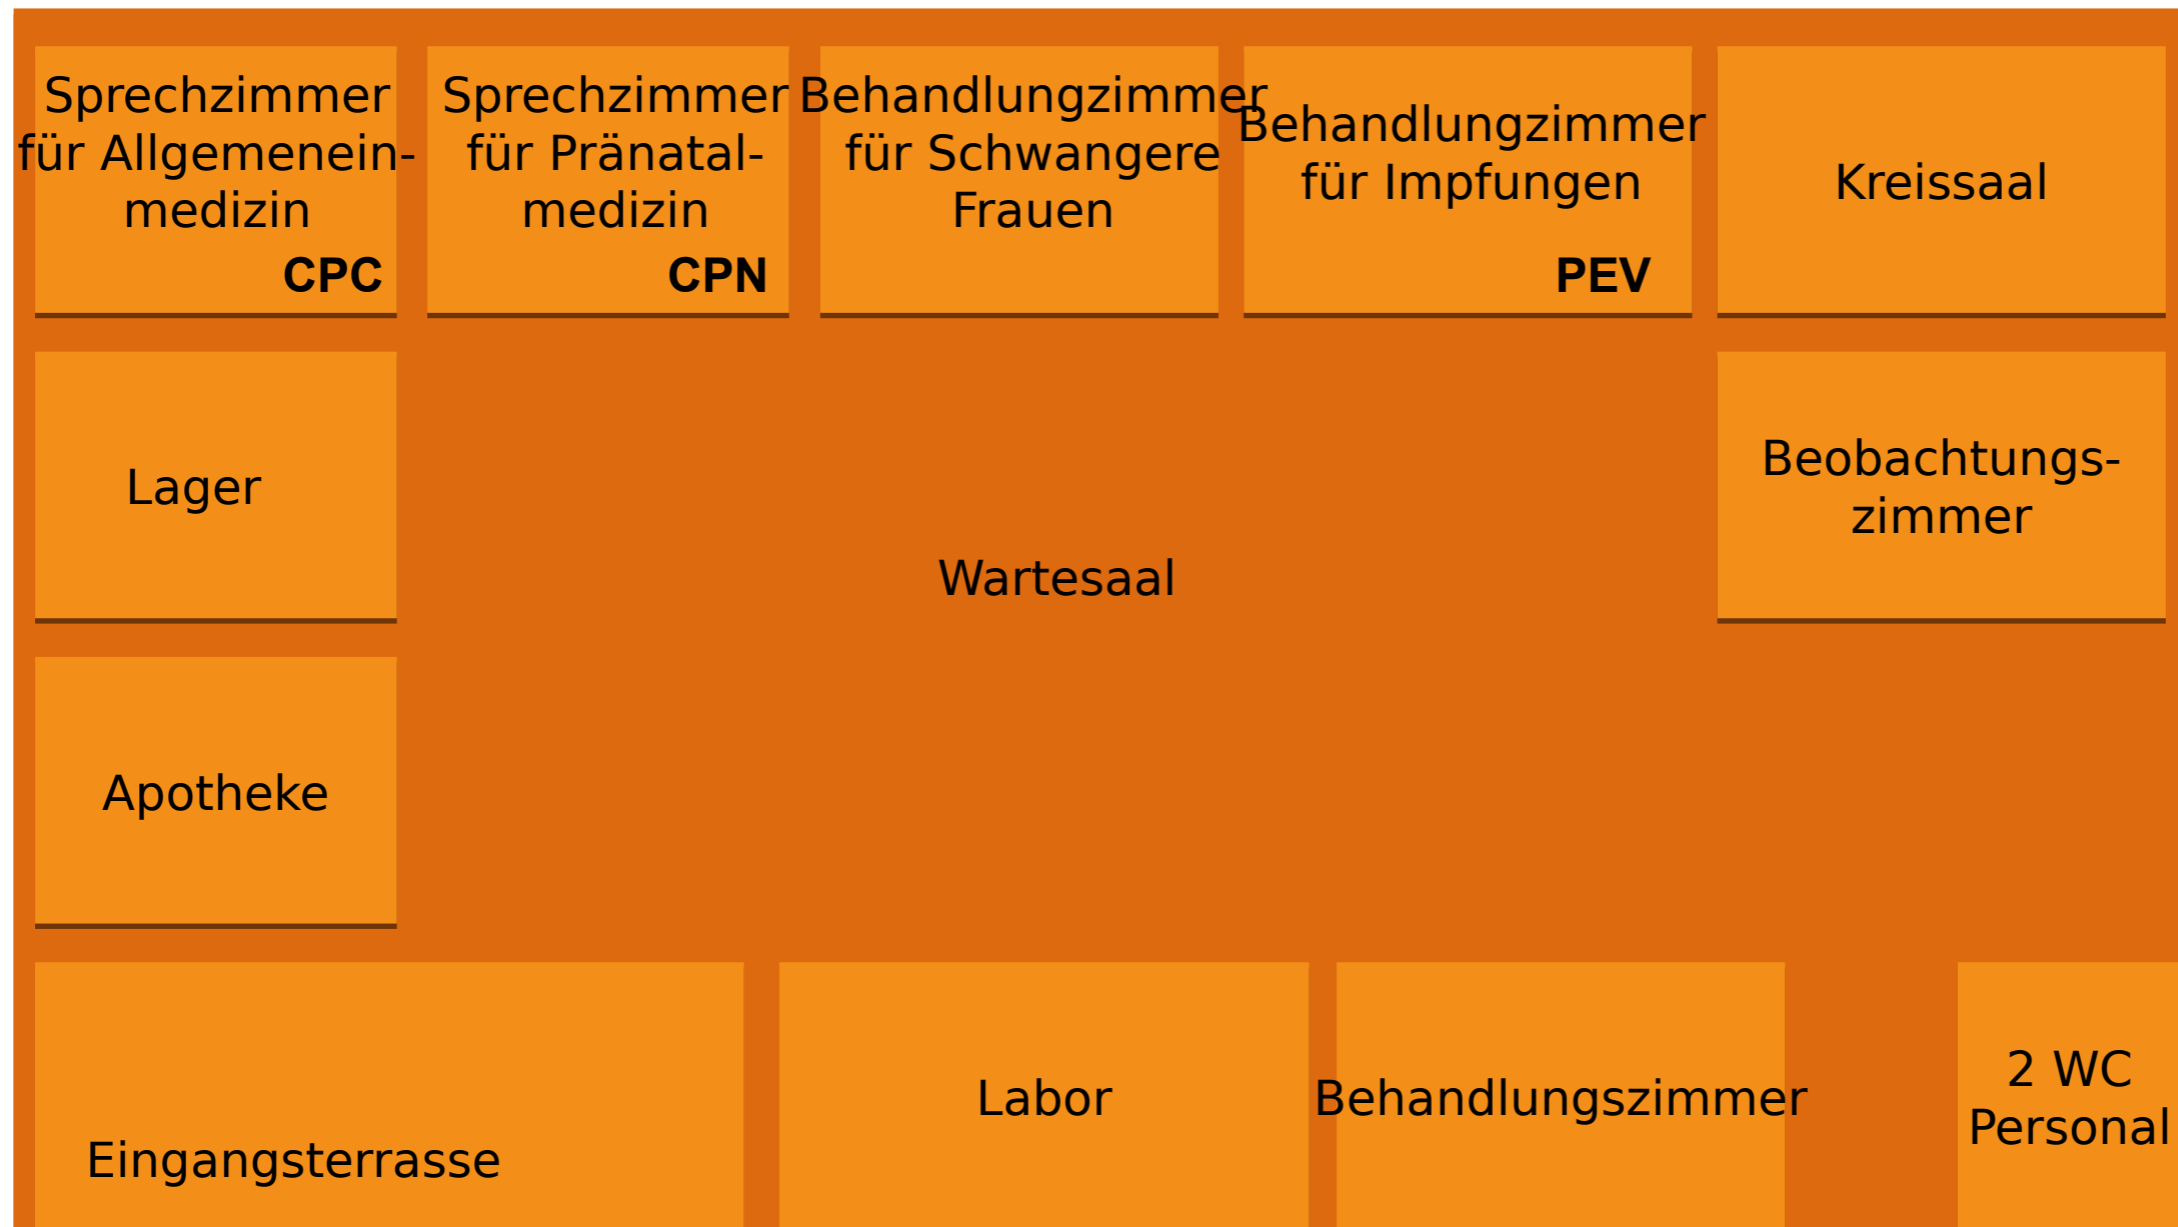 Sprechzimmer
für Allgemenein-
medizin
CPC
Sprechzimmer
für Pränatal-
medizin
CPN
Behandlungzimmer
für Schwangere
Frauen
Behandlungzimmer
für Impfungen
PEV
Kreissaal
Lager
Wartesaal
Beobachtungs-
zimmer
Apotheke
Eingangsterrasse
Labor
Behandlungszimmer
2 WC
Personal